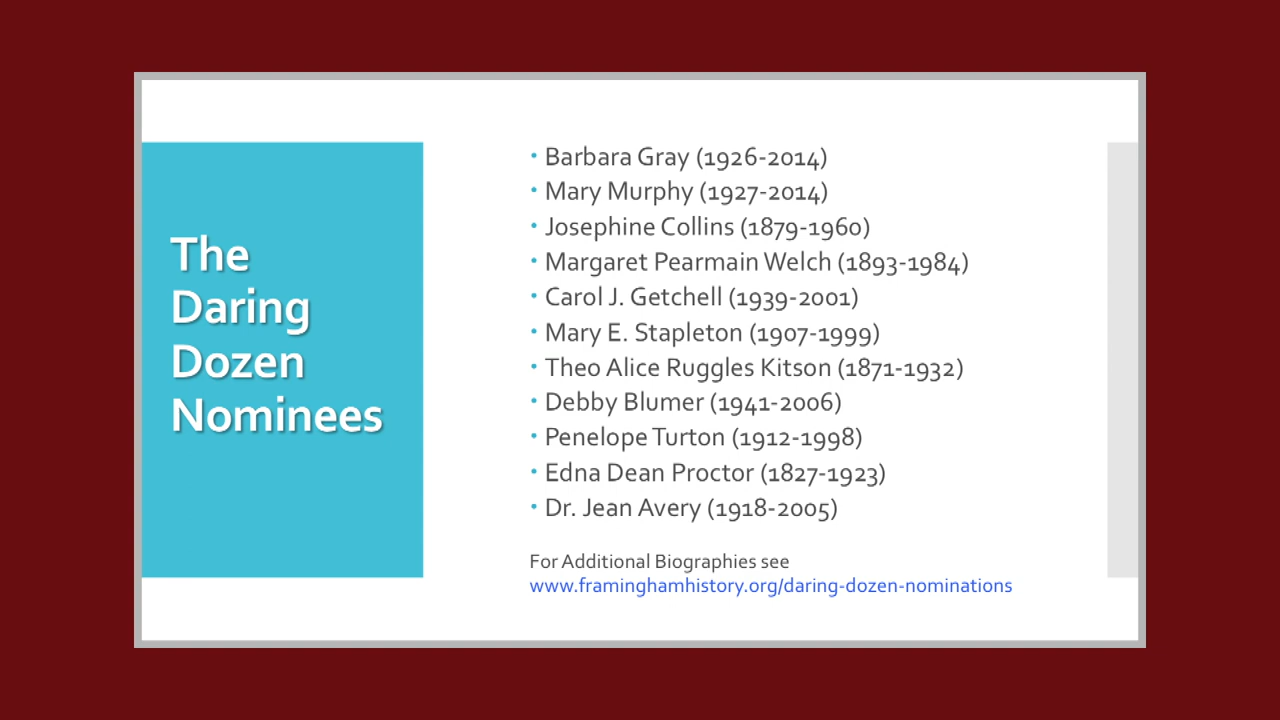 The
Daring
Dozen
Nominees
• Barbara Gray (1926-2014)
• Mary Murphy (1927-2014)
• Josephine Collins (1879-1960)
• Margaret Pearmain Welch (1893-1984)
• Carol J. Getchell (1939-2001)
• Mary E. Stapleton (1907-1999)
• Theo Alice Ruggles Kitson (1871-1932)
• Debby Blumer (1941-2006)
• Penelope Turton (1912-1998)
• Edna Dean Proctor (1827-1923)
• Dr. Jean Avery (1918-2005)
For Additional Biographies see
www.framinghamhistory.org/daring-dozen-nominations